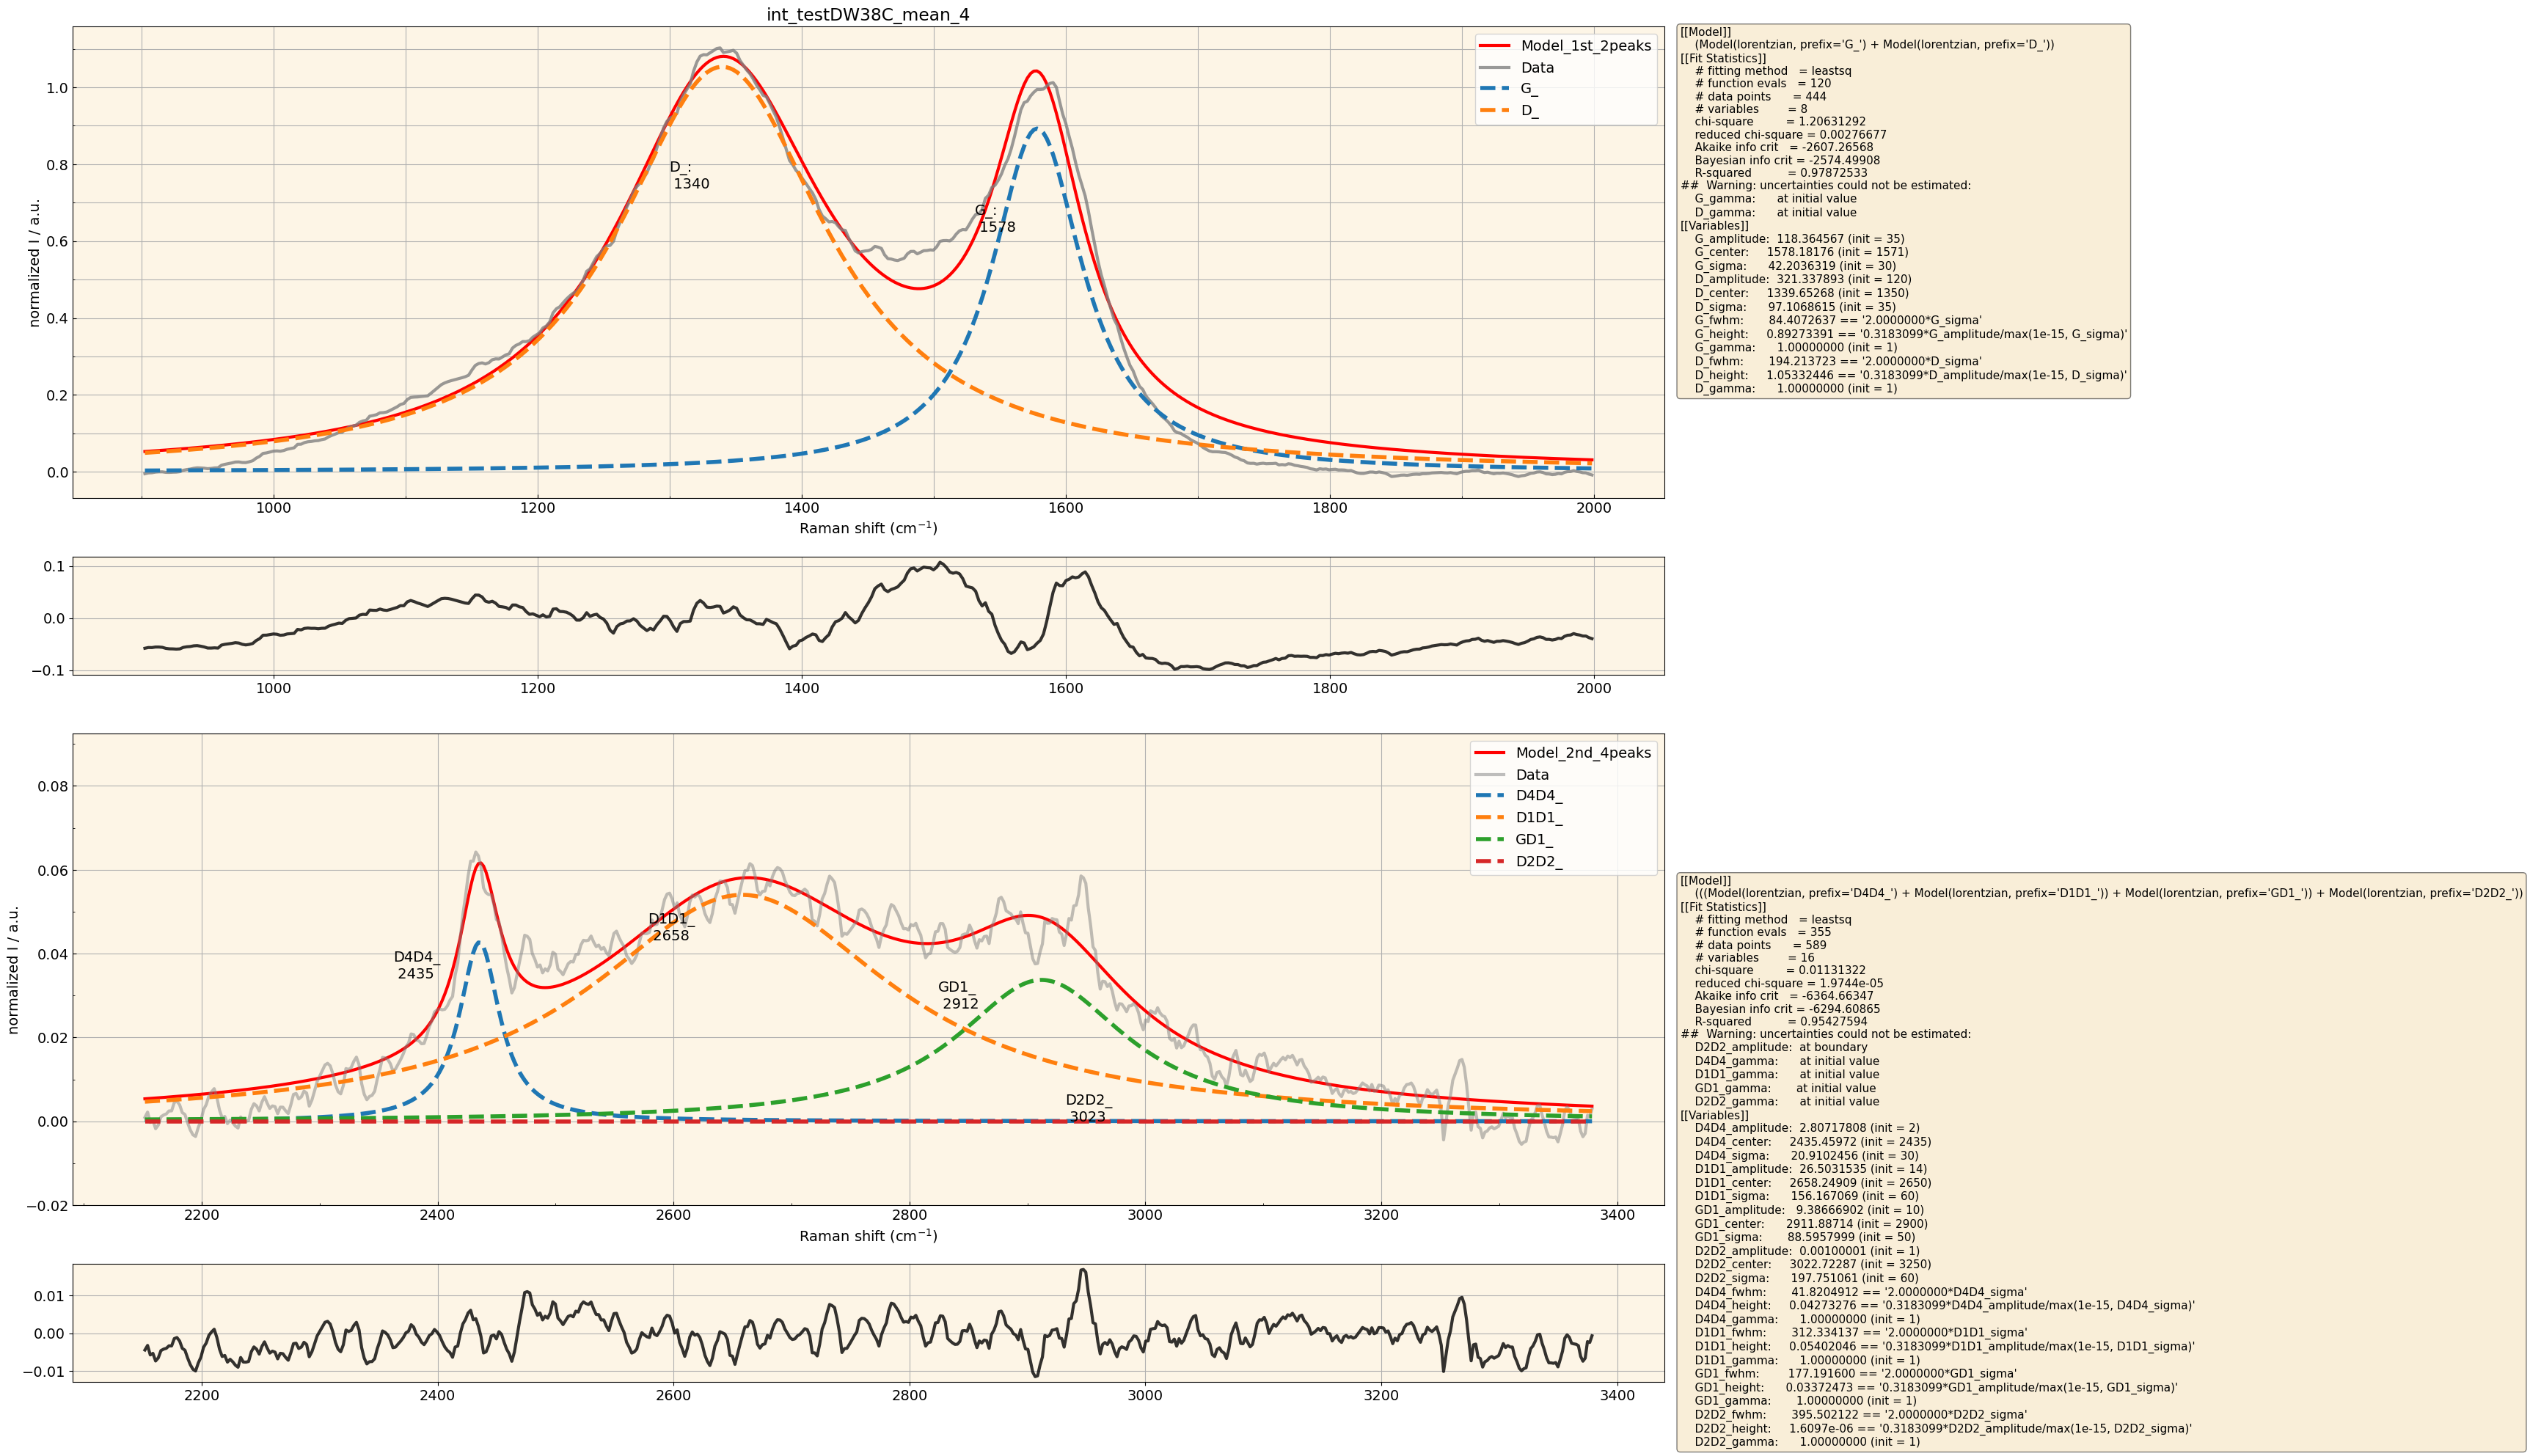 int_testDW38C_mean_4
normalized I / a.u.
1.0
0.8
0.6
0.4
0.2
0.0
Model_1st_2peaks
Data
G_
D_
D_:
1340
G_:
1578
1000 1200 1400 1600 1800 2000
Raman shift (cm⁻¹)
0.1
0.0
−0.1
1000 1200 1400 1600 1800 2000
normalized I / a.u.
0.08
0.06
0.04
0.02
0.00
−0.02
Model_2nd_4peaks
Data
D4D4_
D1D1_
GD1_
D2D2_
D4D4_
2435
D1D1_
2658
GD1_
2912
D2D2_
3023
2200 2400 2600 2800 3000 3200 3400
Raman shift (cm⁻¹)
0.01
0.00
−0.01
2200 2400 2600 2800 3000 3200 3400
[[Model]]
(Model(lorentzian, prefix='G_') + Model(lorentzian, prefix='D_'))
[[Fit Statistics]]
# fitting method = leastsq
# function evals = 120
# data points = 444
# variables = 8
chi-square = 1.20631292
reduced chi-square = 0.00276677
Akaike info crit = -2607.26568
Bayesian info crit = -2574.49908
R-squared = 0.97872533
## Warning: uncertainties could not be estimated:
G_gamma: at initial value
D_gamma: at initial value
[[Variables]]
G_amplitude: 118.364567 (init = 35)
G_center: 1578.18176 (init = 1571)
G_sigma: 42.2036319 (init = 30)
D_amplitude: 321.337893 (init = 120)
D_center: 1339.65268 (init = 1350)
D_sigma: 97.1068615 (init = 35)
G_fwhm: 84.4072637 == '2.0000000*G_sigma'
G_height: 0.89273391 == '0.3183099*G_amplitude/max(1e-15, G_sigma)'
G_gamma: 1.00000000 (init = 1)
D_fwhm: 194.213723 == '2.0000000*D_sigma'
D_height: 1.05332446 == '0.3183099*D_amplitude/max(1e-15, D_sigma)'
D_gamma: 1.00000000 (init = 1)
[[Model]]
(((Model(lorentzian, prefix='D4D4_') + Model(lorentzian, prefix='D1D1_')) + Model(lorentzian, prefix='GD1_')) + Model(lorentzian, prefix='D2D2_'))
[[Fit Statistics]]
# fitting method = leastsq
# function evals = 355
# data points = 589
# variables = 16
chi-square = 0.01131322
reduced chi-square = 1.9744e-05
Akaike info crit = -6364.66347
Bayesian info crit = -6294.60865
R-squared = 0.95427594
## Warning: uncertainties could not be estimated:
D2D2_amplitude: at boundary
D4D4_gamma: at initial value
D1D1_gamma: at initial value
GD1_gamma: at initial value
D2D2_gamma: at initial value
[[Variables]]
D4D4_amplitude: 2.80717808 (init = 2)
D4D4_center: 2435.45972 (init = 2435)
D4D4_sigma: 20.9102456 (init = 30)
D1D1_amplitude: 26.5031535 (init = 14)
D1D1_center: 2658.24909 (init = 2650)
D1D1_sigma: 156.167069 (init = 60)
GD1_amplitude: 9.38666902 (init = 10)
GD1_center: 2911.88714 (init = 2900)
GD1_sigma: 88.5957999 (init = 50)
D2D2_amplitude: 0.00100001 (init = 1)
D2D2_center: 3022.72287 (init = 3250)
D2D2_sigma: 197.751061 (init = 60)
D4D4_fwhm: 41.8204912 == '2.0000000*D4D4_sigma'
D4D4_height: 0.04273276 == '0.3183099*D4D4_amplitude/max(1e-15, D4D4_sigma)'
D4D4_gamma: 1.00000000 (init = 1)
D1D1_fwhm: 312.334137 == '2.0000000*D1D1_sigma'
D1D1_height: 0.05402046 == '0.3183099*D1D1_amplitude/max(1e-15, D1D1_sigma)'
D1D1_gamma: 1.00000000 (init = 1)
GD1_fwhm: 177.191600 == '2.0000000*GD1_sigma'
GD1_height: 0.03372473 == '0.3183099*GD1_amplitude/max(1e-15, GD1_sigma)'
GD1_gamma: 1.00000000 (init = 1)
D2D2_fwhm: 395.502122 == '2.0000000*D2D2_sigma'
D2D2_height: 1.6097e-06 == '0.3183099*D2D2_amplitude/max(1e-15, D2D2_sigma)'
D2D2_gamma: 1.00000000 (init = 1)